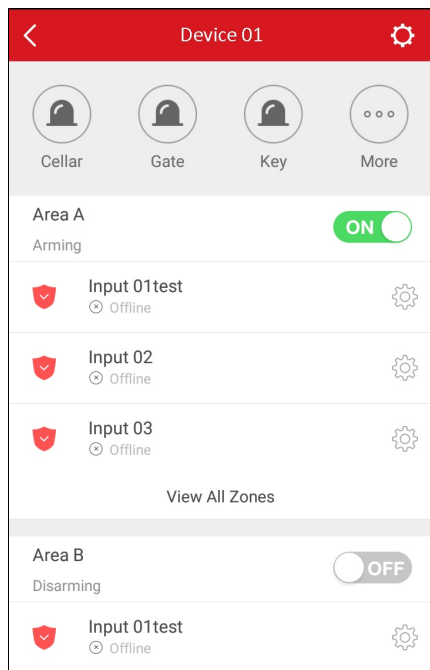 Device 01
Cellar Gate Key More
Area A
ON
Arming
Input 01test
Offline
Input 02
Offline
Input 03
Offline
View All Zones
Area B
OFF
Disarming
Input 01test
Offline